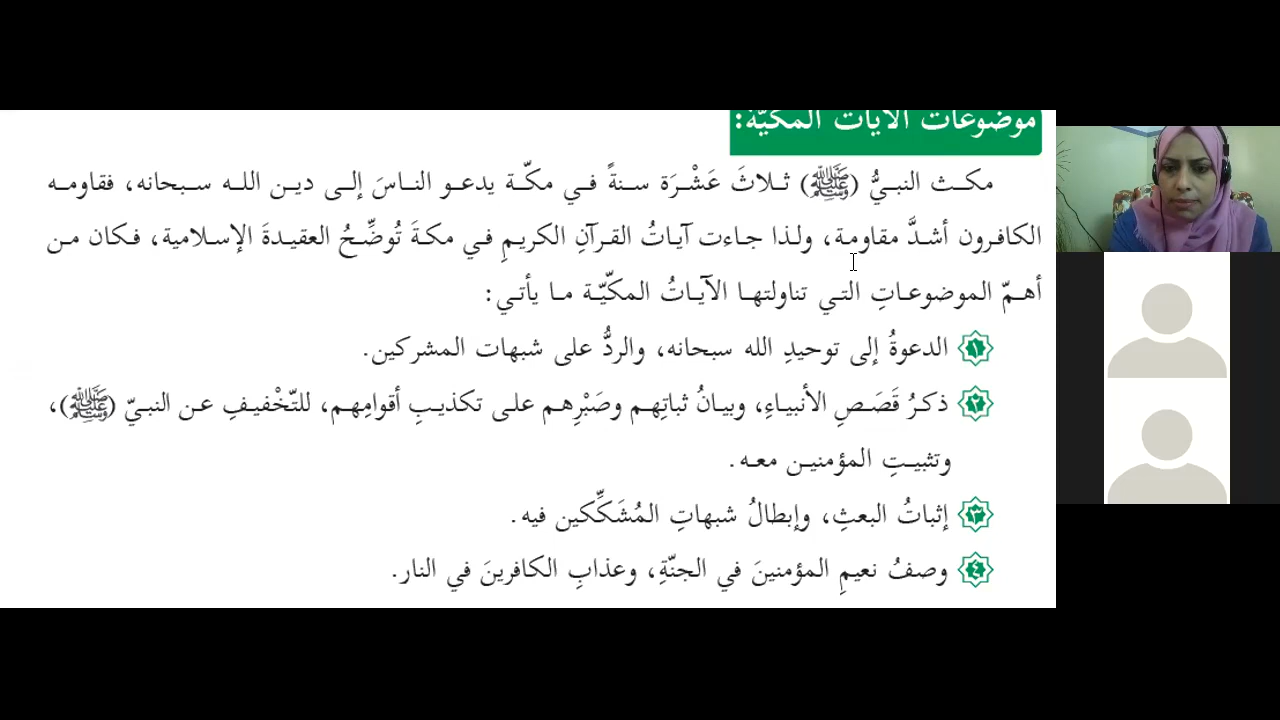 موضوعات الآيات المكيّة:
مكث النبيُّ (ﷺ) ثلاثَ عَشْرَة سنةً في مكّة يدعو الناسَ إلى دين الله سبحانه، فقاومه
الكافرون أشدَّ مقاومة، ولذا جاءت آياتُ القرآنِ الكريمِ في مكةَ تُوضِّحُ العقيدةَ الإسلامية، فكان من
أهمّ الموضوعاتِ التي تناولتها الآياتُ المكيّة ما يأتي:
١ الدعوةُ إلى توحيدِ الله سبحانه، والردُّ على شبهات المشركين.
٢ ذكرُ قَصَصِ الأنبياءِ، وبيانُ ثباتِهم وصَبْرِهم على تكذيبِ أقوامِهم، للتّخْفيفِ عن النبيّ (ﷺ)،
وتثبيتِ المؤمنين معه.
٣ إثباتُ البعثِ، وإبطالُ شبهاتِ المُشَكِّكين فيه.
٤ وصفُ نعيمِ المؤمنينَ في الجنّةِ، وعذابِ الكافرينَ في النار.